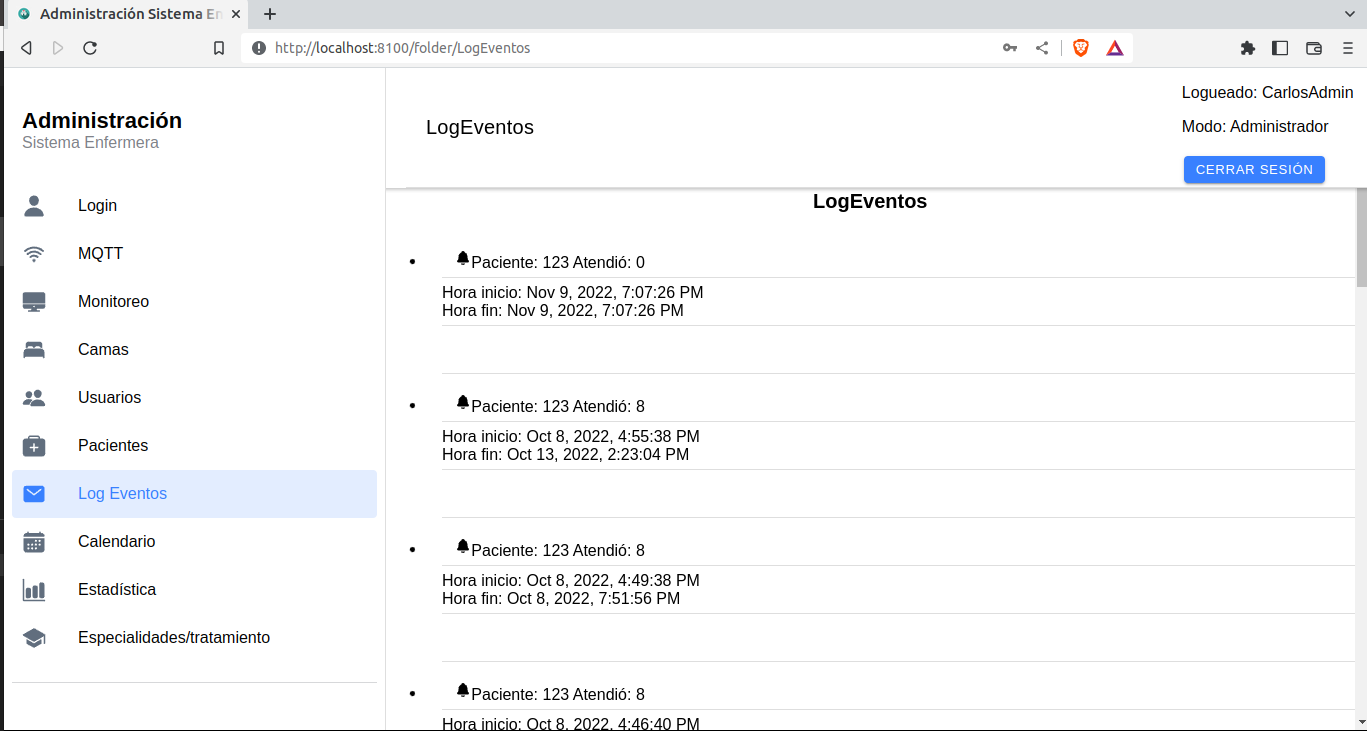 Administración Sistema En
http://localhost:8100/folder/LogEventos
Administración
Sistema Enfermera
Login
MQTT
Monitoreo
Camas
Usuarios
Pacientes
Log Eventos
Calendario
Estadística
Especialidades/tratamiento
LogEventos
Logueado: CarlosAdmin
Modo: Administrador
CERRAR SESIÓN
LogEventos
Paciente: 123 Atendió: 0
Hora inicio: Nov 9, 2022, 7:07:26 PM
Hora fin: Nov 9, 2022, 7:07:26 PM
Paciente: 123 Atendió: 8
Hora inicio: Oct 8, 2022, 4:55:38 PM
Hora fin: Oct 13, 2022, 2:23:04 PM
Paciente: 123 Atendió: 8
Hora inicio: Oct 8, 2022, 4:49:38 PM
Hora fin: Oct 8, 2022, 7:51:56 PM
Paciente: 123 Atendió: 8
Hora inicio: Oct 8, 2022, 4:46:40 PM